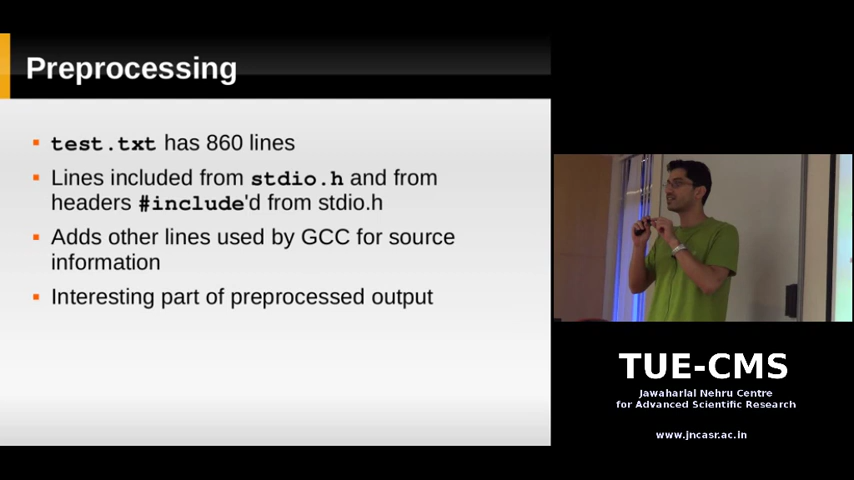 Preprocessing
test.txt has 860 lines
Lines included from stdio.h and from
headers #include'd from stdio.h
Adds other lines used by GCC for source
information
Interesting part of preprocessed output
TUE-CMS
Jawaharlal Nehru Centre
for Advanced Scientific Research
www.jncasr.ac.in